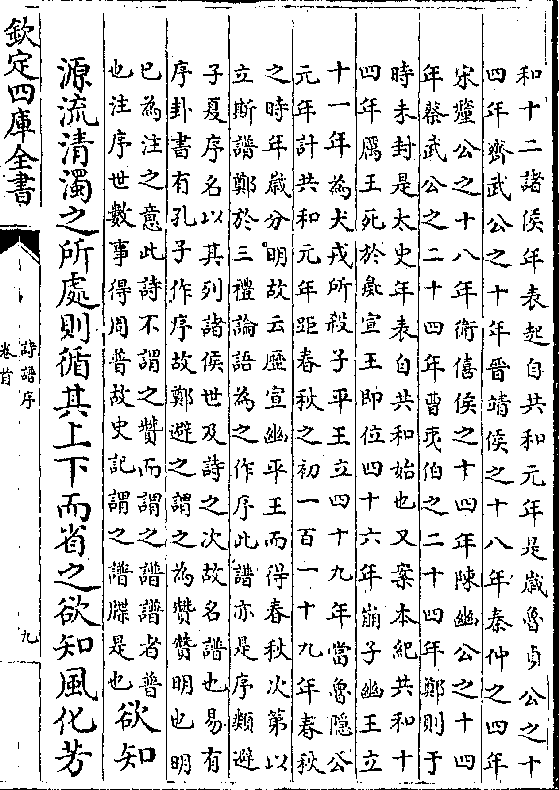 和十二諸侯年表起自共和元年是歲魯貞公之十
四年齊武公之十年晉靖侯之十八年秦仲之四年
宋釐公之十八年衛僖侯之十四年陳幽公之十四
年蔡武公之二十四年曹夷伯之二十四年鄭則于
時未封是太史年表自共和始也又案本紀共和十
四年厲王死於彘宣王即位四十六年崩子幽王立
十一年為犬戎所殺子平王立四十九年當魯隱公
元年計共和元年距春秋之初一百一十九年春秋
之時年歲分明故云歷宣幽平王而得春秋次第以
立斯譜鄭於三禮論語為之作序此譜亦是序類避
子夏序名以其列諸侯世及詩之次故名譜也易有
序卦書有孔子作序故鄭避之謂之為贊贊明也明
已為注之意此詩不謂之贊而謂之譜譜者普
也注序世數事得周普故史記謂之譜牒是也
欲知
源流清濁之所處則循其上下而省之欲知風化芳
欽定四庫全書
詩譜序
卷首
九